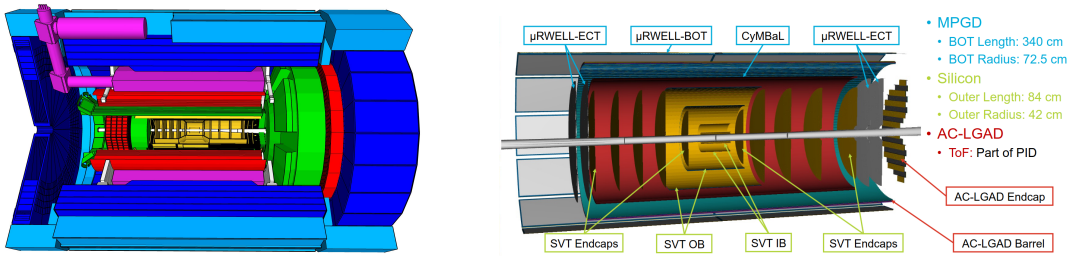 µRWELL-ECT
µRWELL-BOT
CyMBaL
µRWELL-ECT
• MPGD
• BOT Length: 340 cm
• BOT Radius: 72.5 cm
• Silicon
• Outer Length: 84 cm
• Outer Radius: 42 cm
• AC-LGAD
• ToF: Part of PID
AC-LGAD Endcap
SVT Endcaps
SVT OB
SVT IB
SVT Endcaps
AC-LGAD Barrel